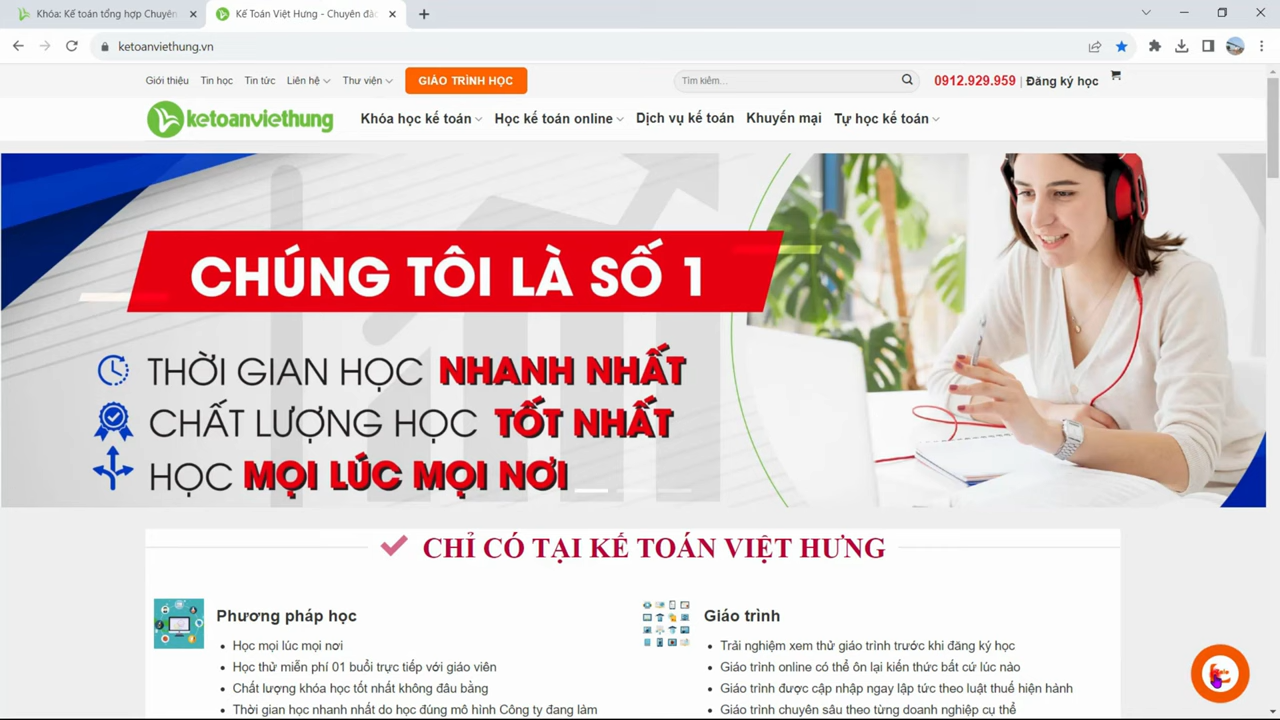 Khóa: Kế toán tổng hợp Chuyên
Kế Toán Việt Hưng - Chuyên đào
ketoanviethung.vn
Giới thiệu Tin học Tin tức Liên hệ Thư viện GIÁO TRÌNH HỌC Tìm kiếm... 0912.929.959 | Đăng ký học
ketoanviethung Khóa học kế toán Học kế toán online Dịch vụ kế toán Khuyến mại Tự học kế toán
CHÚNG TÔI LÀ SỐ 1
THỜI GIAN HỌC NHANH NHẤT
CHẤT LƯỢNG HỌC TỐT NHẤT
HỌC MỌI LÚC MỌI NƠI
CHỈ CÓ TẠI KẾ TOÁN VIỆT HƯNG
Phương pháp học
Học mọi lúc mọi nơi
Học thử miễn phí 01 buổi trực tiếp với giáo viên
Chất lượng khóa học tốt nhất không đâu bằng
Thời gian học nhanh nhất do học đúng mô hình Công ty đang làm
Giáo trình
Trải nghiệm xem thử giáo trình trước khi đăng ký học
Giáo trình online có thể ôn lại kiến thức bất cứ lúc nào
Giáo trình được cập nhập ngay lập tức theo luật thuế hiện hành
Giáo trình chuyên sâu theo từng doanh nghiệp cụ thể